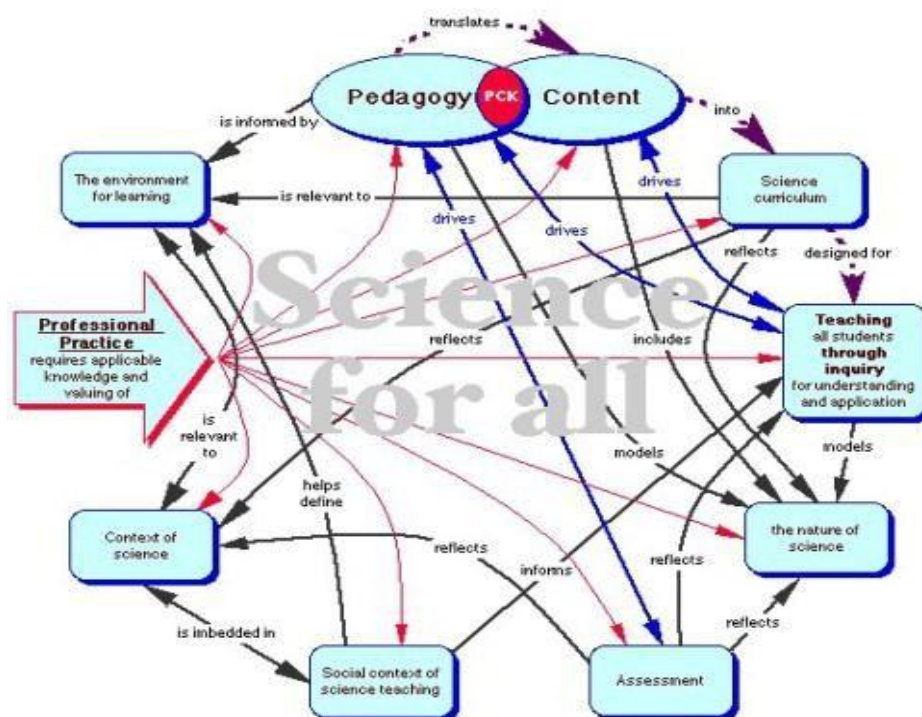 translates
Pedagogy
PCK
Content
into
is informed by
The environment
for learning
is relevant to
Science
curriculum
drives
drives
drives
reflects
designed for
Science
for all
Professional
Practice
requires applicable
knowledge and
valuing of
reflects
includes
Teaching
all students
through
inquiry
for understanding
and application
is
relevant
to
models
models
helps
define
Context of
science
reflects
informs
reflects
the nature of
science
is imbedded in
reflects
Social context of
science teaching
Assessment